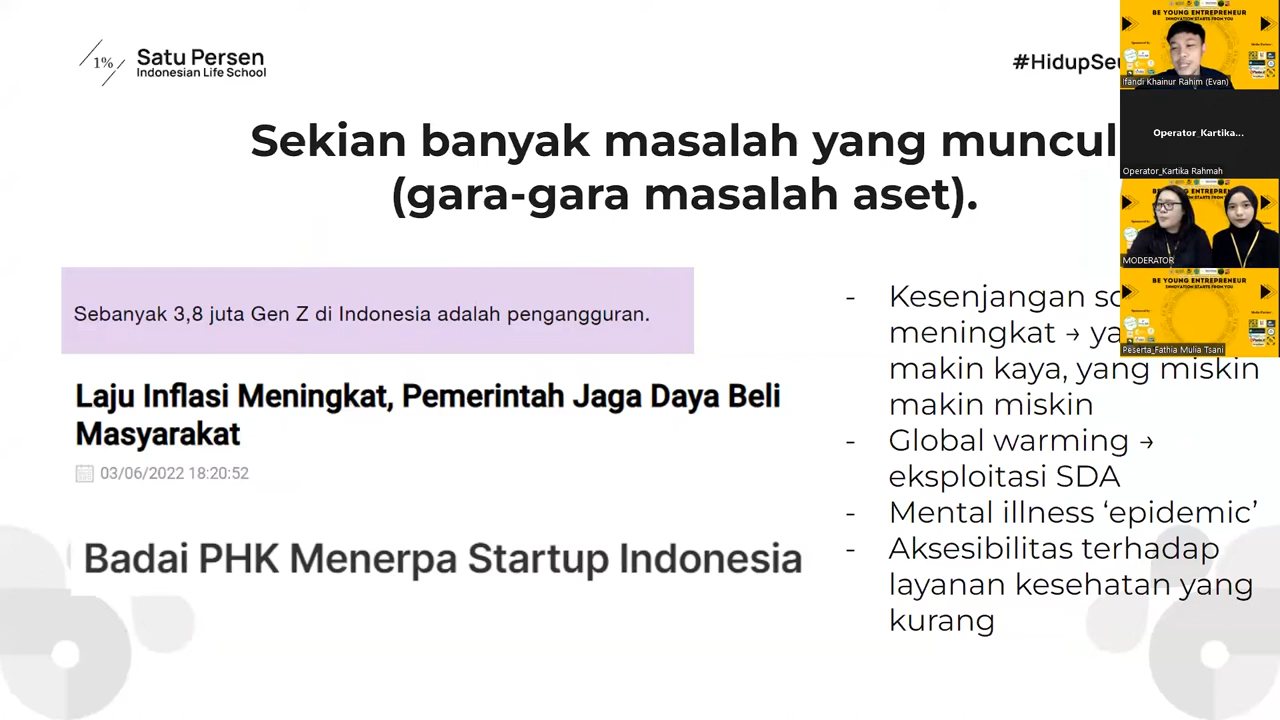 1%
Satu Persen
Indonesian Life School
#HidupSeu
Sekian banyak masalah yang muncul
(gara-gara masalah aset).
Sebanyak 3,8 juta Gen Z di Indonesia adalah pengangguran.
Laju Inflasi Meningkat, Pemerintah Jaga Daya Beli
Masyarakat
03/06/2022 18:20:52
Badai PHK Menerpa Startup Indonesia
- Kesenjangan so
meningkat → ya
makin kaya, yang miskin
makin miskin
- Global warming →
eksploitasi SDA
- Mental illness ‘epidemic’
- Aksesibilitas terhadap
layanan kesehatan yang
kurang
BE YOUNG ENTREPRENEUR
INNOVATION STARTS FROM YOU
Ifandi Khainur Rahim (Evan)
Operator_Kartika...
Operator_Kartika Rahmah
MODERATOR
BE YOUNG ENTREPRENEUR
INNOVATION STARTS FROM YOU
Peserta_Fathia Mulia Tsani